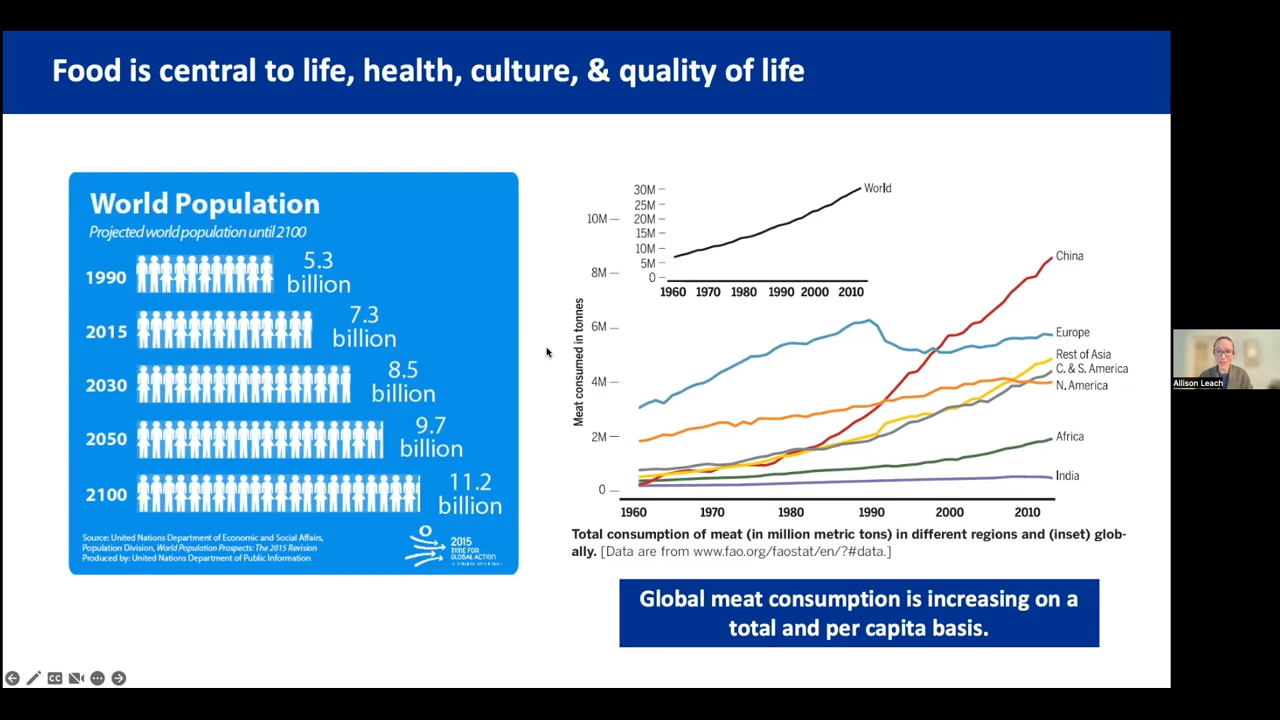 Food is central to life, health, culture, & quality of life
World Population
Projected world population until 2100
1990
5.3
billion
2015
7.3
billion
2030
8.5
billion
2050
9.7
billion
2100
11.2
billion
Source: United Nations Department of Economic and Social Affairs,
Population Division, World Population Prospects: The 2015 Revision
Produced by: United Nations Department of Public Information
2015
TIME FOR
GLOBAL ACTION
30M
25M
20M
15M
10M
5M
0
World
1960 1970 1980 1990 2000 2010
Meat consumed in tonnes
10M
8M
6M
4M
2M
0
China
Europe
Rest of Asia
C. & S. America
N. America
Africa
India
1960 1970 1980 1990 2000 2010
Total consumption of meat (in million metric tons) in different regions and (inset) glob-
ally. [Data are from www.fao.org/faostat/en/?#data.]
Global meat consumption is increasing on a
total and per capita basis.
CC
Allison Leach